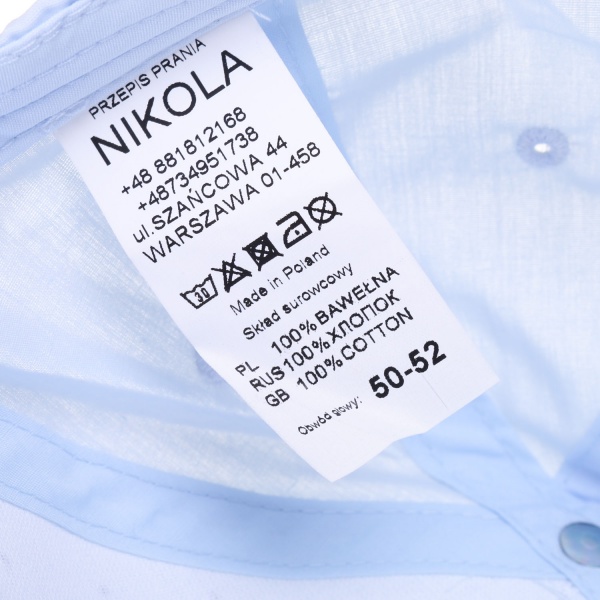 PRZEPIS PRANIA
NIKOLA
+48 881812168
+48734951738
ul.SZAŃCOWA 44
WARSZAWA 01-458
30
Made in Poland
Skład surowcowy
PL 100%BAWEŁNA
RUS 100%ХЛОПОК
GB 100%COTTON
Obwód głowy: 50-52